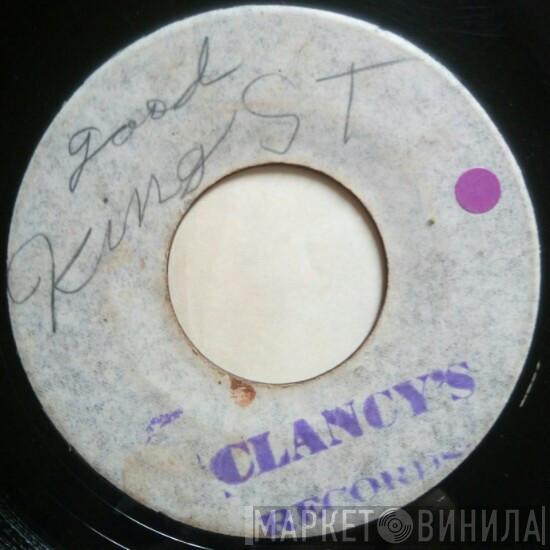 good
King ST
CLANCY'S
RECORDS
МАРКЕТ ВИНИЛА